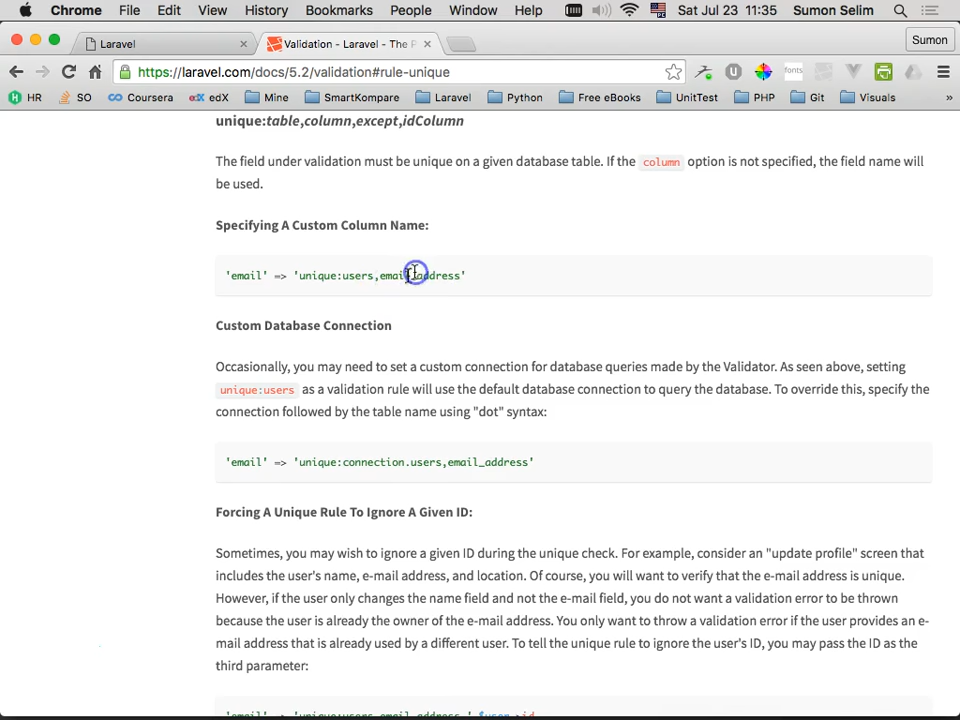 Chrome File Edit View History Bookmarks People Window Help Sat Jul 23 11:35 Sumon Selim
Laravel Validation - Laravel - The P Sumon
https://laravel.com/docs/5.2/validation#rule-unique
HR SO Coursera edX Mine SmartKompare Laravel Python Free eBooks UnitTest PHP Git Visuals »
unique:table,column,except,idColumn
The field under validation must be unique on a given database table. If the column option is not specified, the field name will
be used.
Specifying A Custom Column Name:
'email' => 'unique:users,email_address'
Custom Database Connection
Occasionally, you may need to set a custom connection for database queries made by the Validator. As seen above, setting
unique:users as a validation rule will use the default database connection to query the database. To override this, specify the
connection followed by the table name using "dot" syntax:
'email' => 'unique:connection.users,email_address'
Forcing A Unique Rule To Ignore A Given ID:
Sometimes, you may wish to ignore a given ID during the unique check. For example, consider an "update profile" screen that
includes the user's name, e-mail address, and location. Of course, you will want to verify that the e-mail address is unique.
However, if the user only changes the name field and not the e-mail field, you do not want a validation error to be thrown
because the user is already the owner of the e-mail address. You only want to throw a validation error if the user provides an e-
mail address that is already used by a different user. To tell the unique rule to ignore the user's ID, you may pass the ID as the
third parameter: